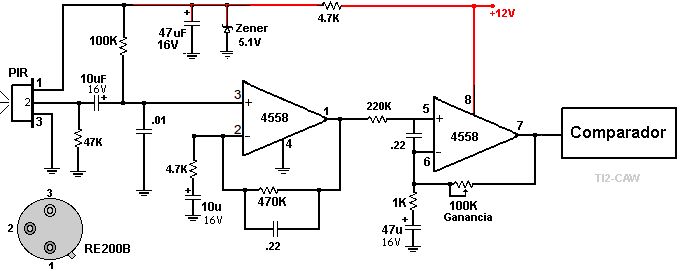 4.7K
+12V
47uF
16V
Zener
5.1V
100K
PIR
1
2
3
10uF
16V
+
47K
.01
3
+
2
-
4558
1
4
4.7K
+
10u
16V
470K
.22
220K
.22
5
+
6
-
4558
8
7
Comparador
TI2-CAW
1K
+
47u
16V
100K
Ganancia
3
2
1
RE200B